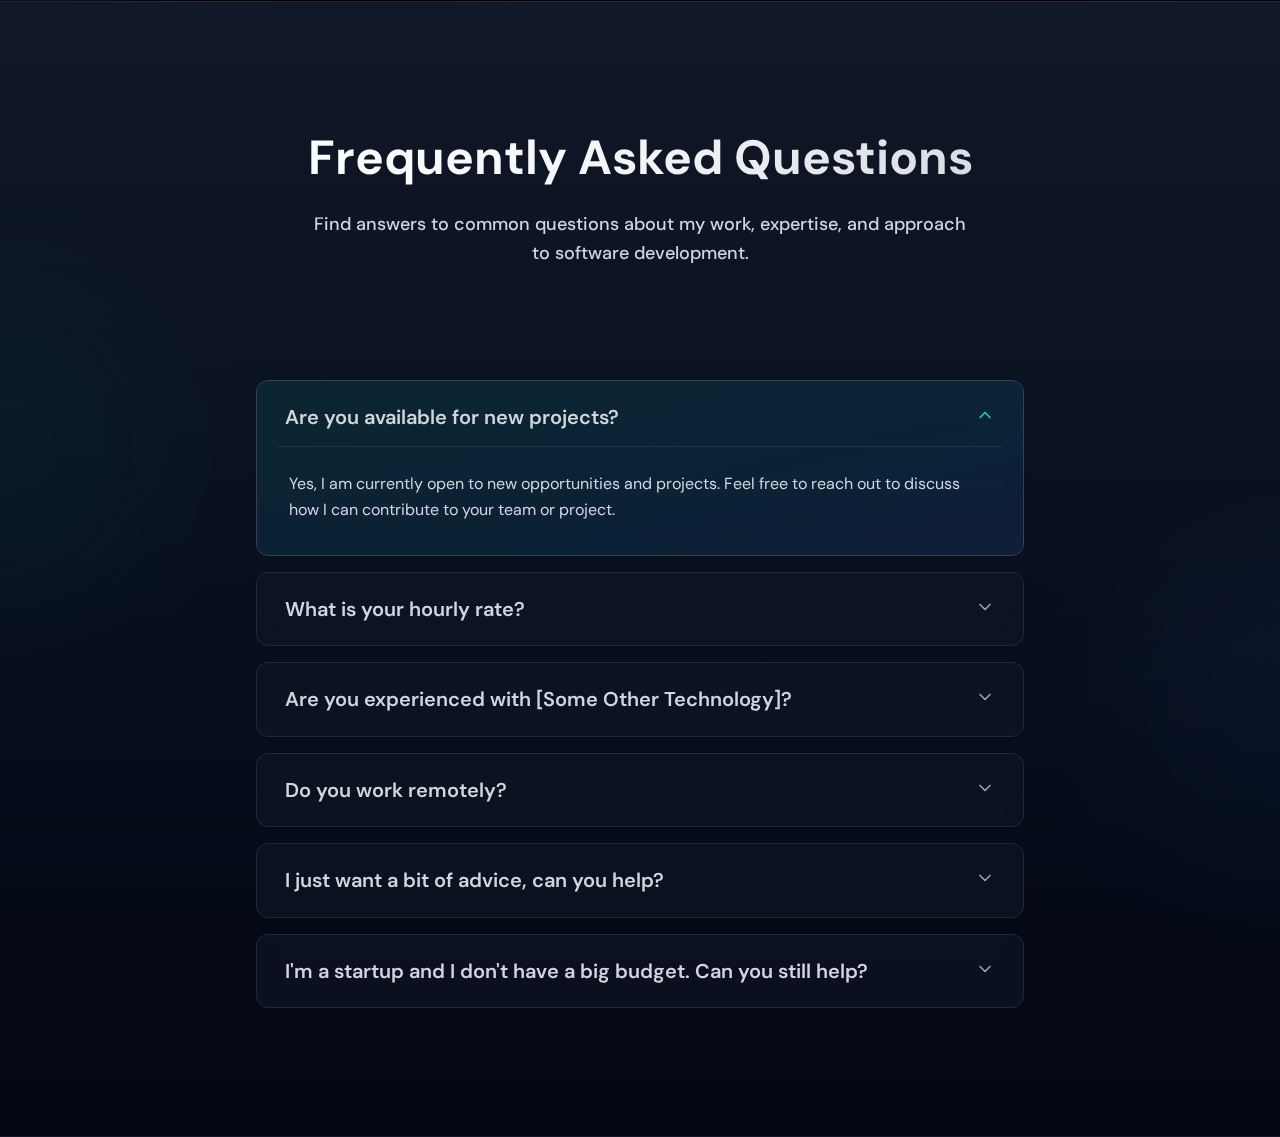 Frequently Asked Questions
Find answers to common questions about my work, expertise, and approach
to software development.
Are you available for new projects?
Yes, I am currently open to new opportunities and projects. Feel free to reach out to discuss
how I can contribute to your team or project.
What is your hourly rate?
Are you experienced with [Some Other Technology]?
Do you work remotely?
I just want a bit of advice, can you help?
I'm a startup and I don't have a big budget. Can you still help?